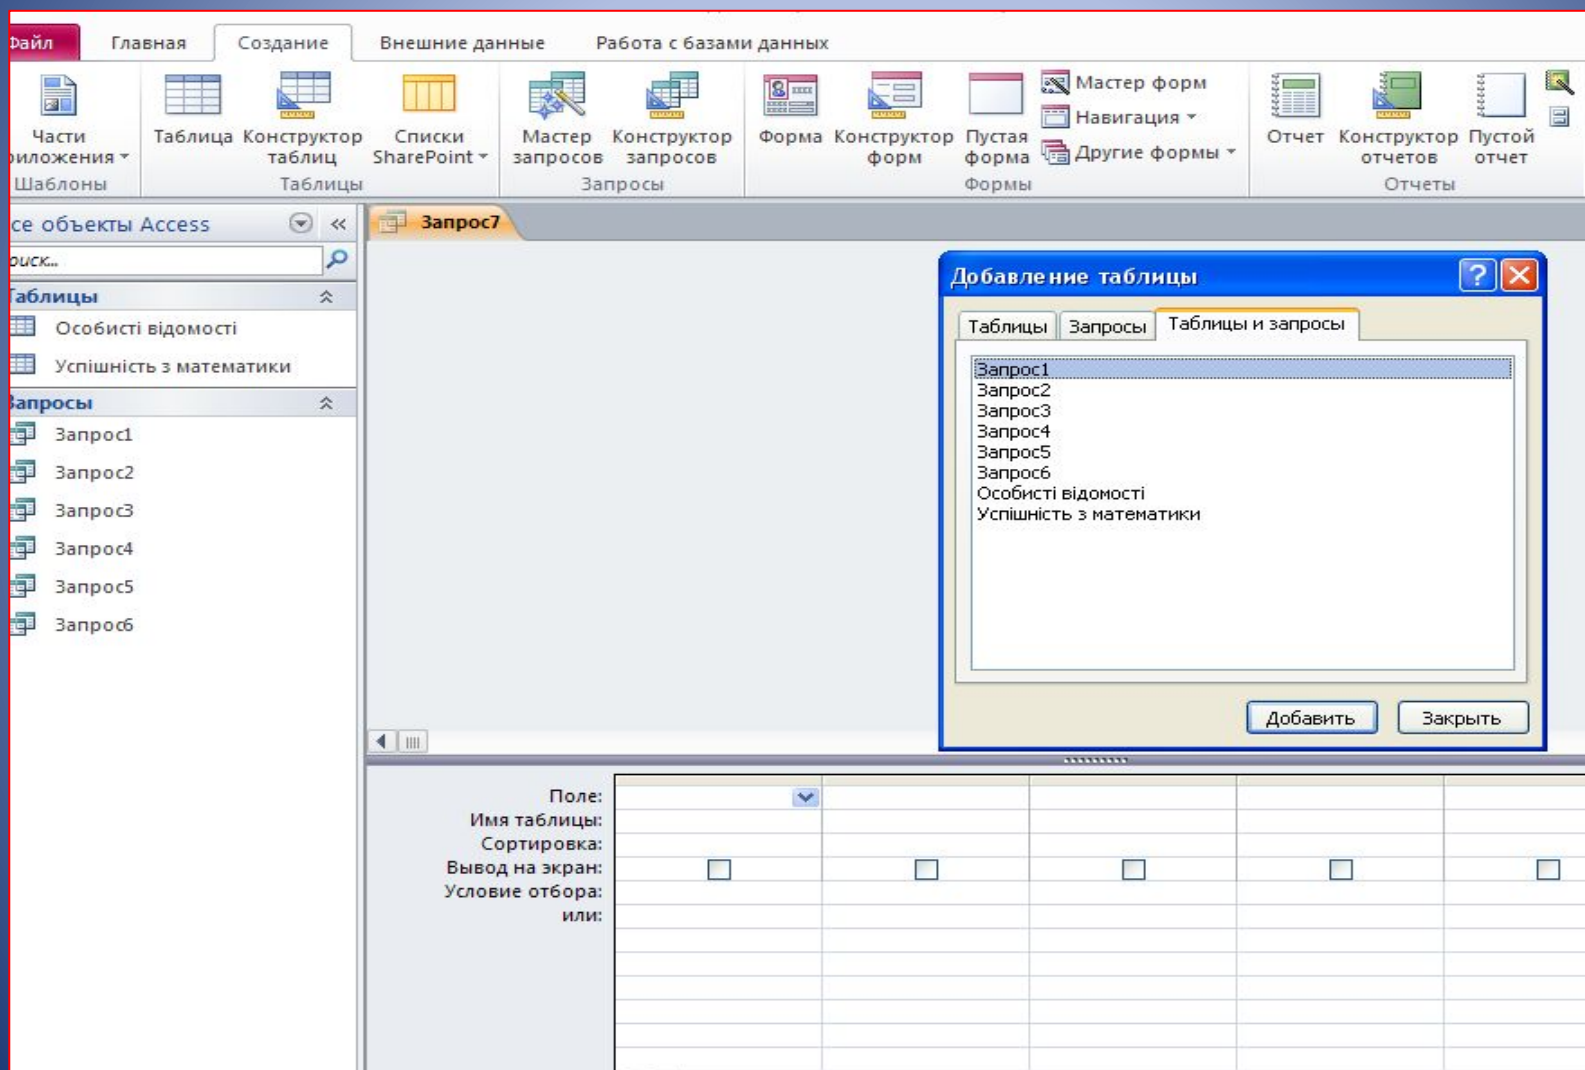 Файл Главная Создание Внешние данные Работа с базами данных
Части
приложения
Таблица
Конструктор
таблиц
Списки
SharePoint
Мастер
запросов
Конструктор
запросов
Форма
Конструктор
форм
Пустая
форма
Мастер форм
Навигация
Другие формы
Отчет
Конструктор
отчетов
Пустой
отчет
Шаблоны Таблицы Запросы Формы Отчеты
се объекты Access
оиск...
Таблицы
Особисті відомості
Успішність з математики
Запросы
Запрос1
Запрос2
Запрос3
Запрос4
Запрос5
Запрос6
Запрос7
Добавление таблицы
Таблицы Запросы Таблицы и запросы
Запрос1
Запрос2
Запрос3
Запрос4
Запрос5
Запрос6
Особисті відомості
Успішність з математики
Добавить Закрыть
Поле:
Имя таблицы:
Сортировка:
Вывод на экран:
Условие отбора:
или: